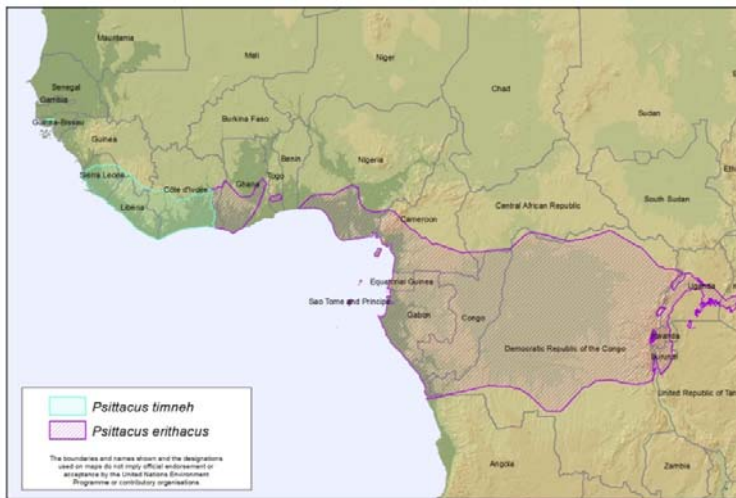 Mauritania
Mali
Niger
Chad
Sudan
Senegal
Gambia
Guinea-Bissau
Guinea
Burkina Faso
Benin
Nigeria
Sierra Leone
Côte d'Ivoire
Ghana
Togo
Liberia
Cameroon
Central African Republic
South Sudan
Equatorial Guinea
Sao Tome and Principe
Gabon
Congo
Democratic Republic of the Congo
Uganda
Rwanda
Burundi
United Republic of Tan
Angola
Zambia
Psittacus timneh
Psittacus erithacus
The boundaries and names shown and the designations
used on maps do not imply official endorsement or
acceptance by the United Nations Environment
Programme or contributory organisations.